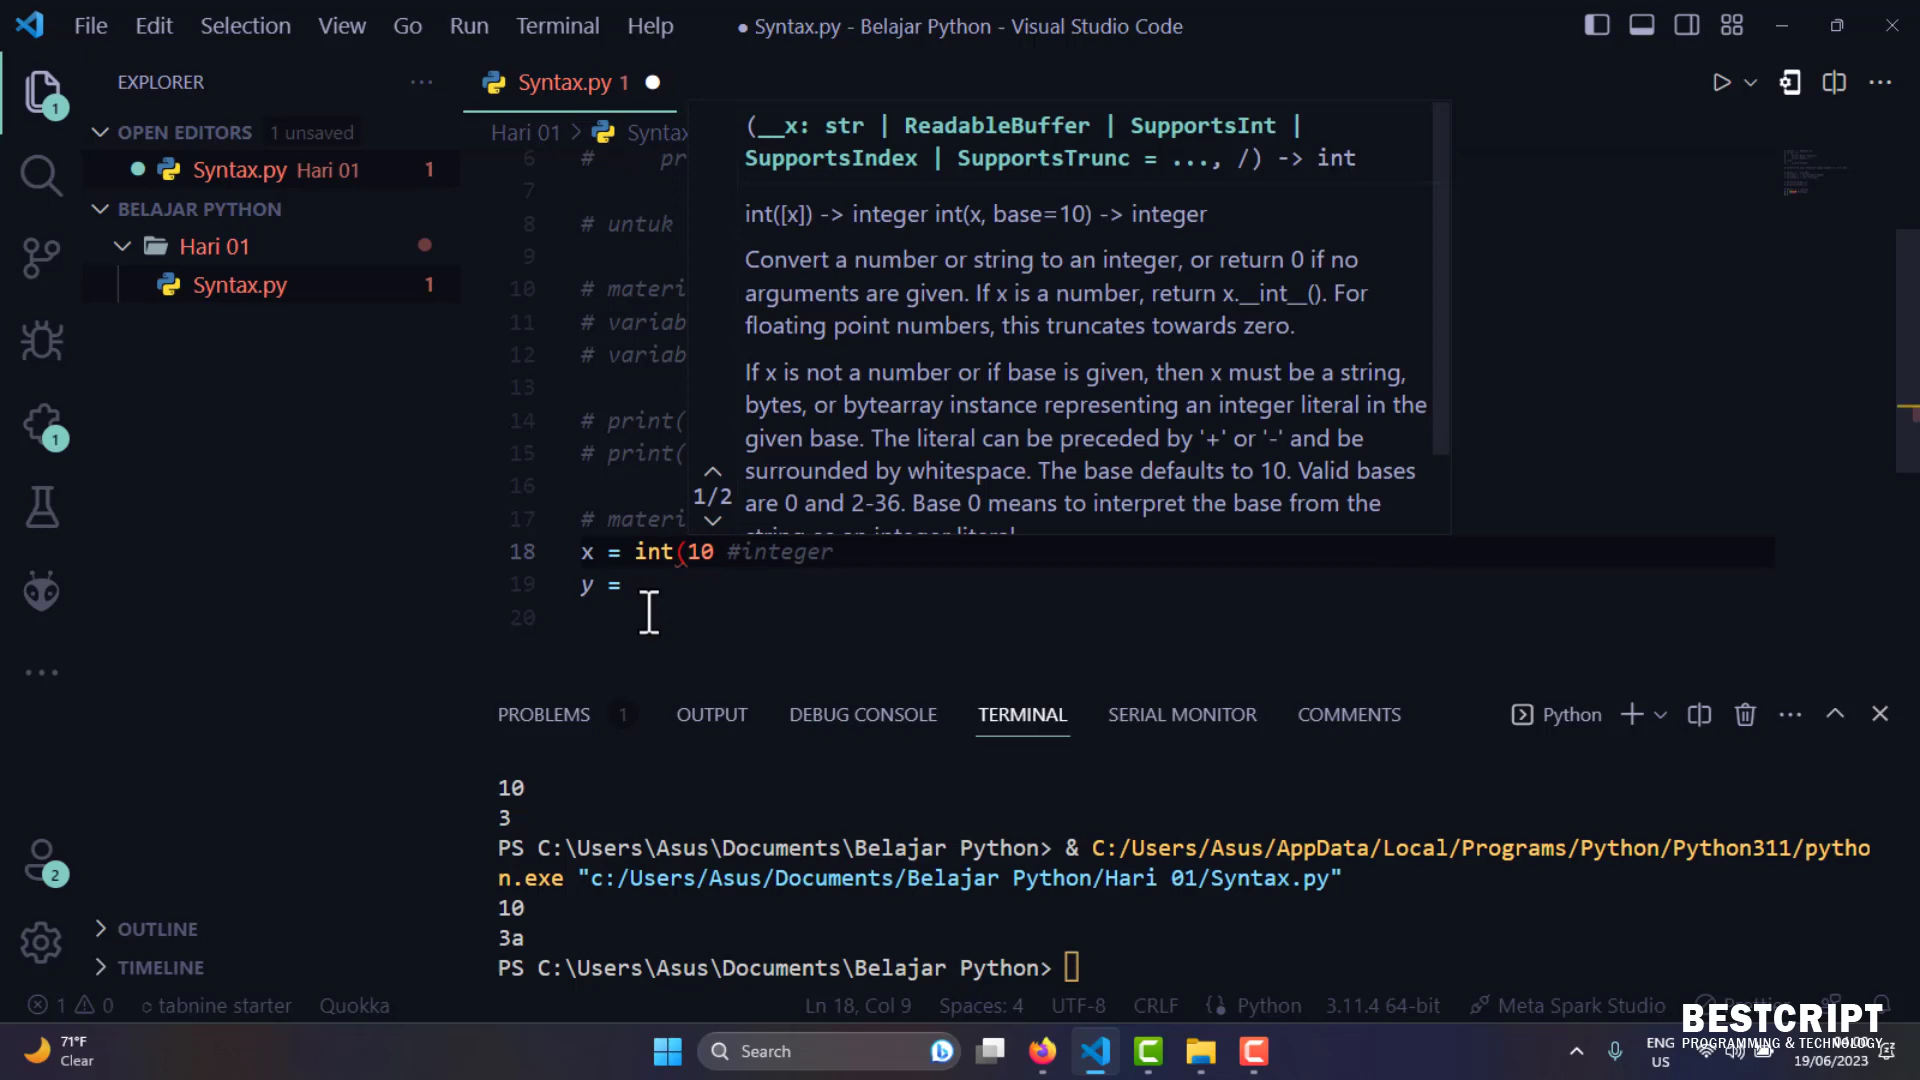 File Edit Selection View Go Run Terminal Help
● Syntax.py - Belajar Python - Visual Studio Code
EXPLORER
Syntax.py 1
OPEN EDITORS 1 unsaved
Syntax.py Hari 01 1
BELAJAR PYTHON
Hari 01
Syntax.py 1
Hari 01 > Syntax
(__x: str | ReadableBuffer | SupportsInt |
SupportsIndex | SupportsTrunc = ..., /) -> int
int([x]) -> integer int(x, base=10) -> integer
Convert a number or string to an integer, or return 0 if no
arguments are given. If x is a number, return x.__int__(). For
floating point numbers, this truncates towards zero.
If x is not a number or if base is given, then x must be a string,
bytes, or bytearray instance representing an integer literal in the
given base. The literal can be preceded by '+' or '-' and be
surrounded by whitespace. The base defaults to 10. Valid bases
are 0 and 2-36. Base 0 means to interpret the base from the
string as an integer literal.
1/2
6 # pr
7
8 # untuk
9
10 # materi
11 # variab
12 # variab
13
14 # print(
15 # print(
16
17 # materi
18 x = int(10 #integer
19 y =
20
PROBLEMS 1 OUTPUT DEBUG CONSOLE TERMINAL SERIAL MONITOR COMMENTS
Python
10
3
PS C:\Users\Asus\Documents\Belajar Python> & C:/Users/Asus/AppData/Local/Programs/Python/Python311/pytho
n.exe "c:/Users/Asus/Documents/Belajar Python/Hari 01/Syntax.py"
10
3a
PS C:\Users\Asus\Documents\Belajar Python>
OUTLINE
TIMELINE
1
1
2
1 0 tabnine starter Quokka
Ln 18, Col 9 Spaces: 4 UTF-8 CRLF Python 3.11.4 64-bit Meta Spark Studio
BESTCRIPT
PROGRAMMING & TECHNOLOGY
71°F
Clear
Search
ENG
US
04:00
19/06/2023